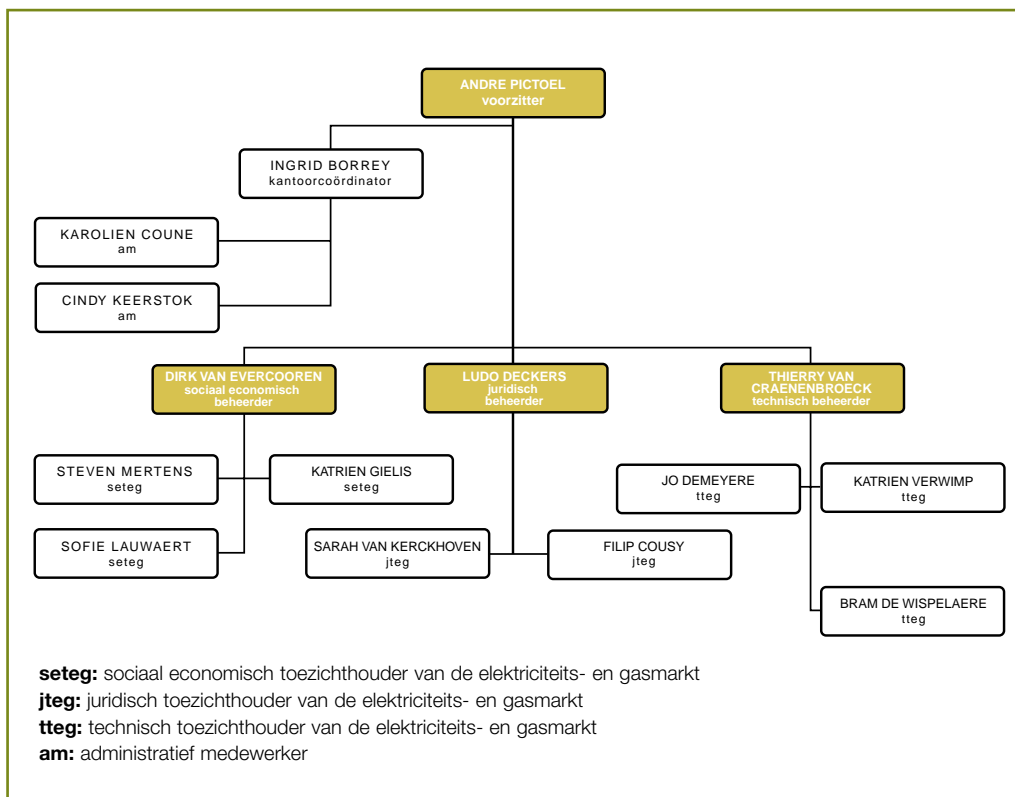 ANDRE PICTOEL
voorzitter
INGRID BORREY
kantoorcoördinator
KAROLIEN COUNE
am
CINDY KEERSTOK
am
DIRK VAN EVERCOOREN
sociaal economisch
beheerder
LUDO DECKERS
juridisch
beheerder
THIERRY VAN
CRAENENBROECK
technisch beheerder
STEVEN MERTENS
seteg
KATRIEN GIELIS
seteg
JO DEMEYERE
tteg
KATRIEN VERWIMP
tteg
SOFIE LAUWAERT
seteg
SARAH VAN KERCKHOVEN
jteg
FILIP COUSY
jteg
BRAM DE WISPELAERE
tteg
seteg: sociaal economisch toezichthouder van de elektriciteits- en gasmarkt
jteg: juridisch toezichthouder van de elektriciteits- en gasmarkt
tteg: technisch toezichthouder van de elektriciteits- en gasmarkt
am: administratief medewerker